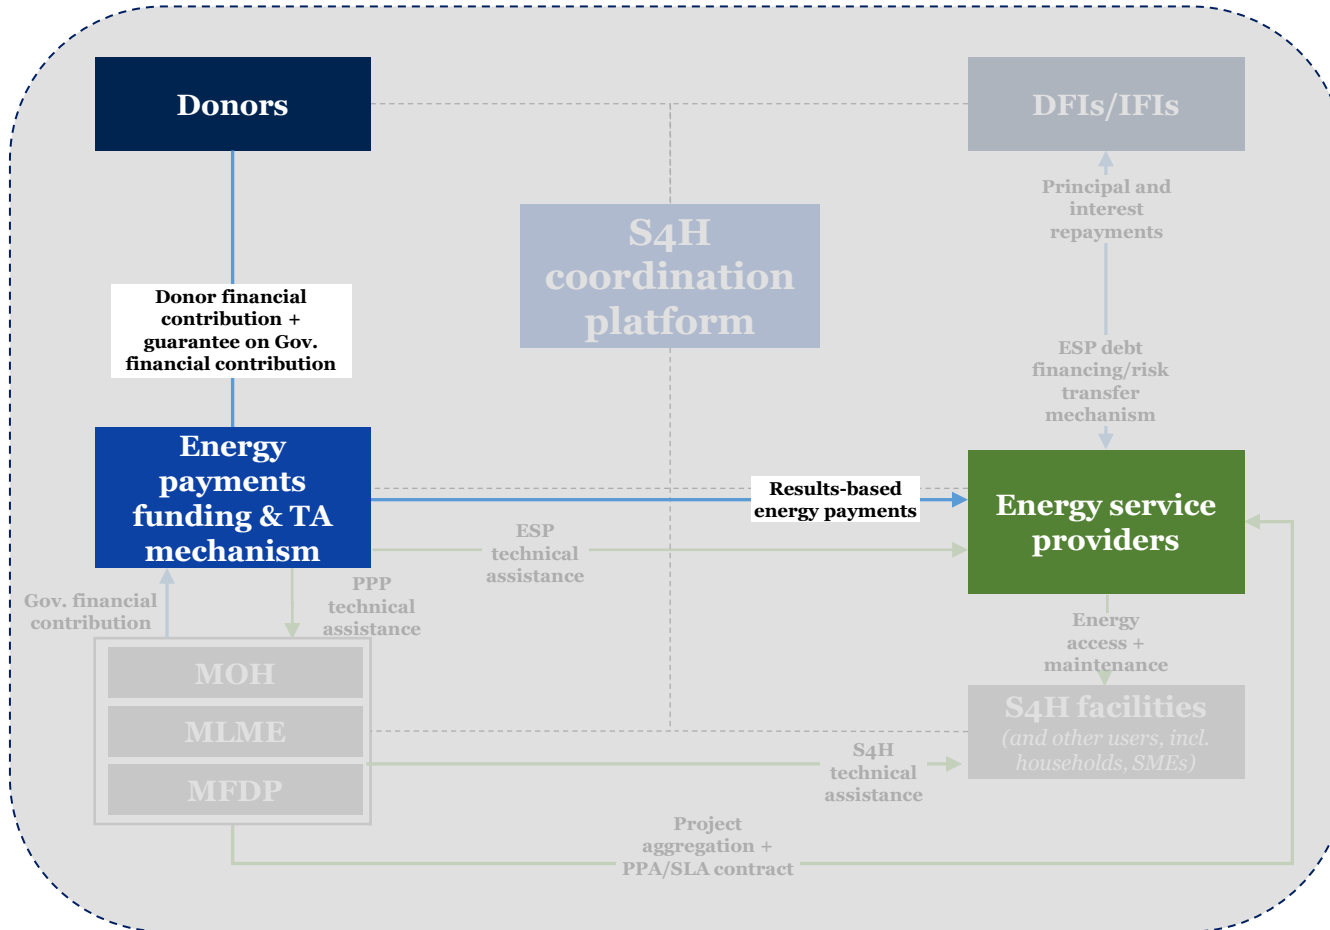 Donors
DFIs/IFIs
Principal and
interest
repayments
S4H
coordination
platform
Donor financial
contribution +
guarantee on Gov.
financial contribution
ESP debt
financing/risk
transfer
mechanism
Energy
payments
funding & TA
mechanism
Results-based
energy payments
Energy service
providers
ESP
technical
assistance
Gov. financial
contribution
PPP
technical
assistance
Energy
access +
maintenance
MOH
MLME
MFDP
S4H facilities
(and other users, incl.
households, SMEs)
S4H
technical
assistance
Project
aggregation +
PPA/SLA contract